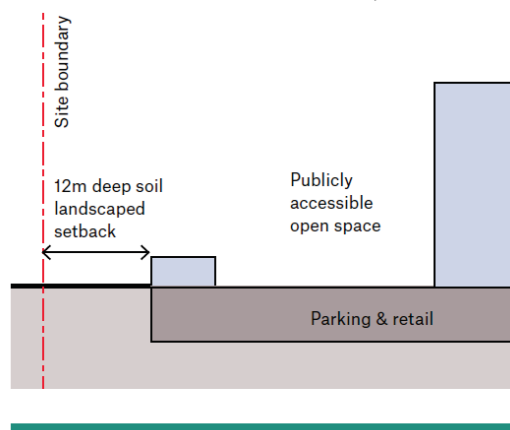 Site boundary
12m deep soil
landscaped
setback
Publicly
accessible
open space
Parking & retail